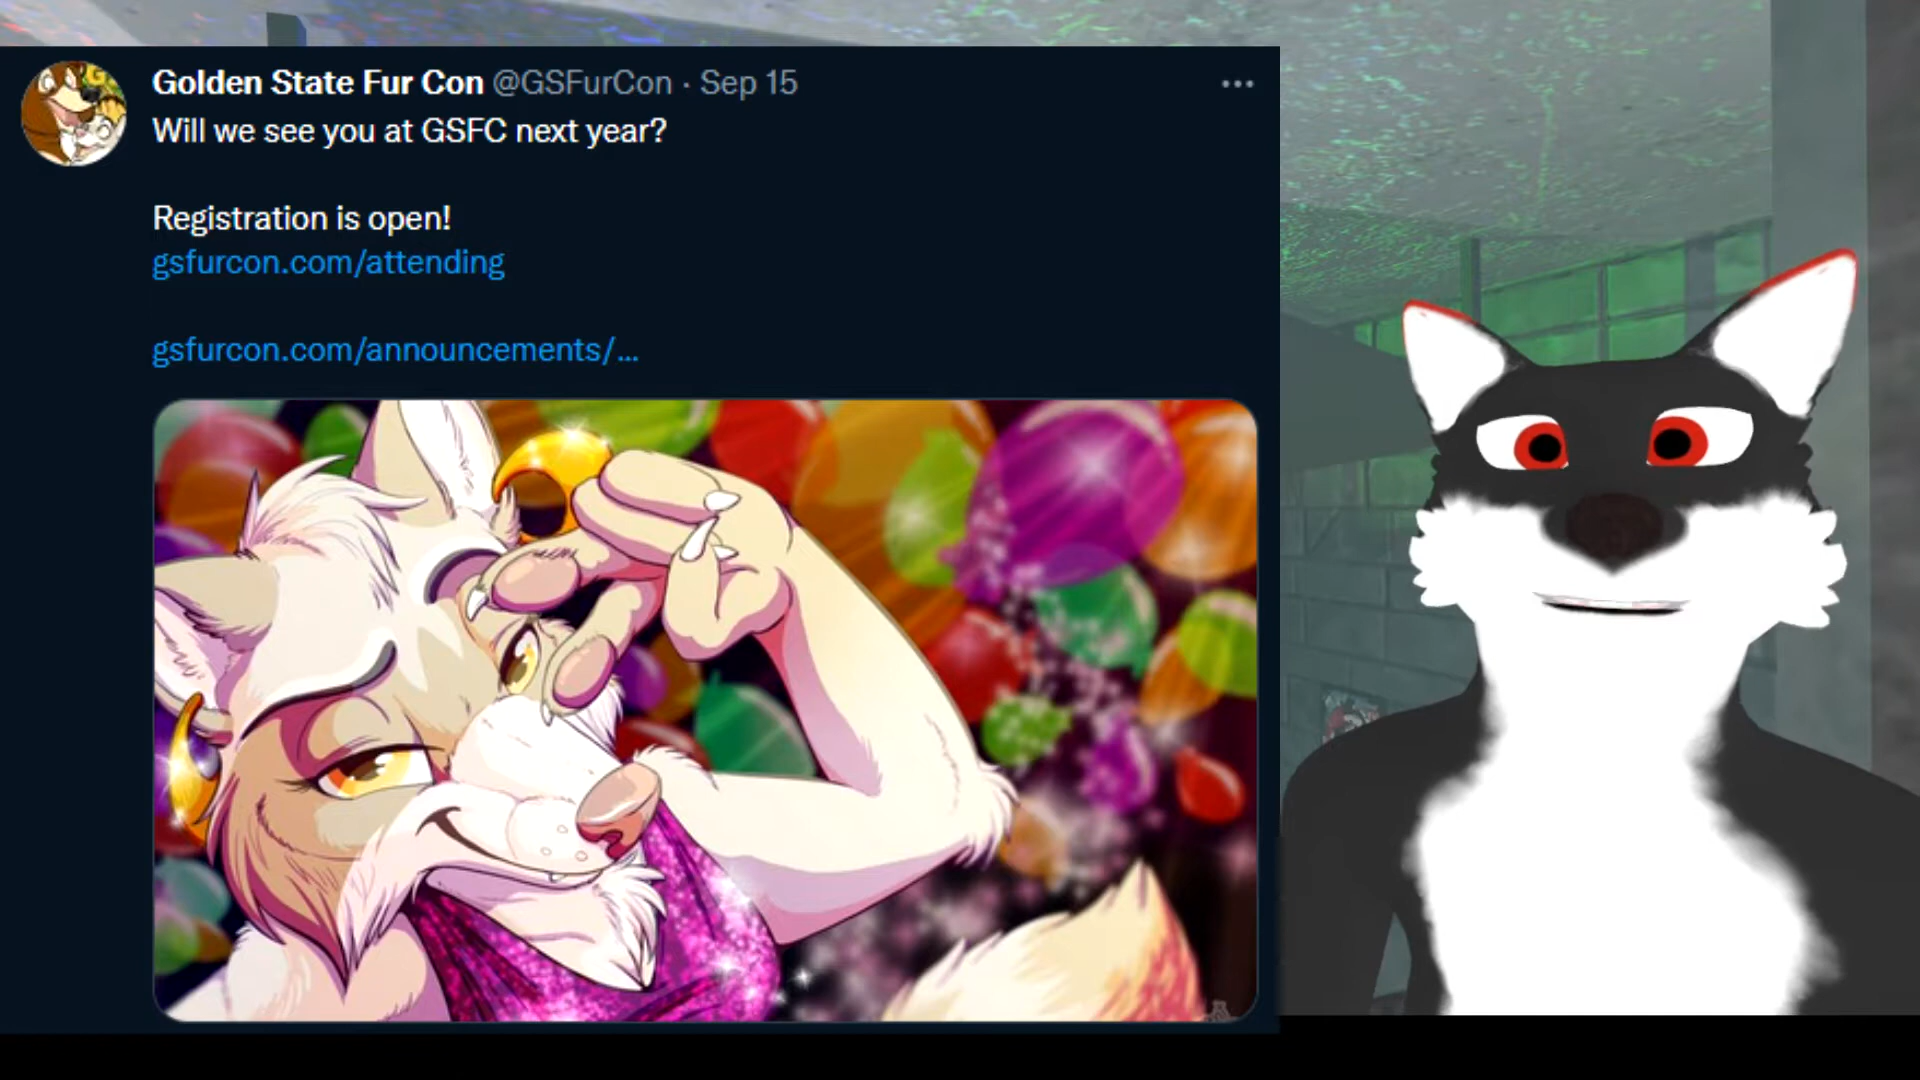 Golden State Fur Con @GSFurCon · Sep 15
Will we see you at GSFC next year?
Registration is open!
gsfurcon.com/attending
gsfurcon.com/announcements/...